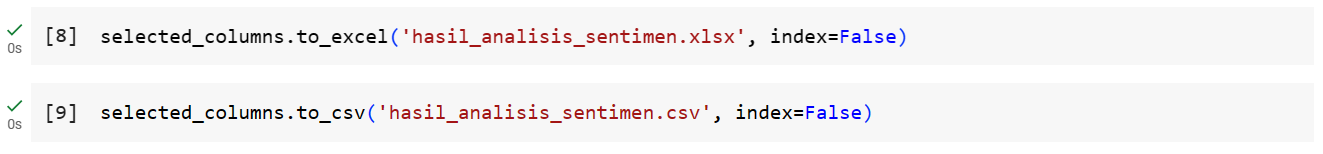 [8] selected_columns.to_excel('hasil_analisis_sentimen.xlsx', index=False)
0s
[9] selected_columns.to_csv('hasil_analisis_sentimen.csv', index=False)
0s